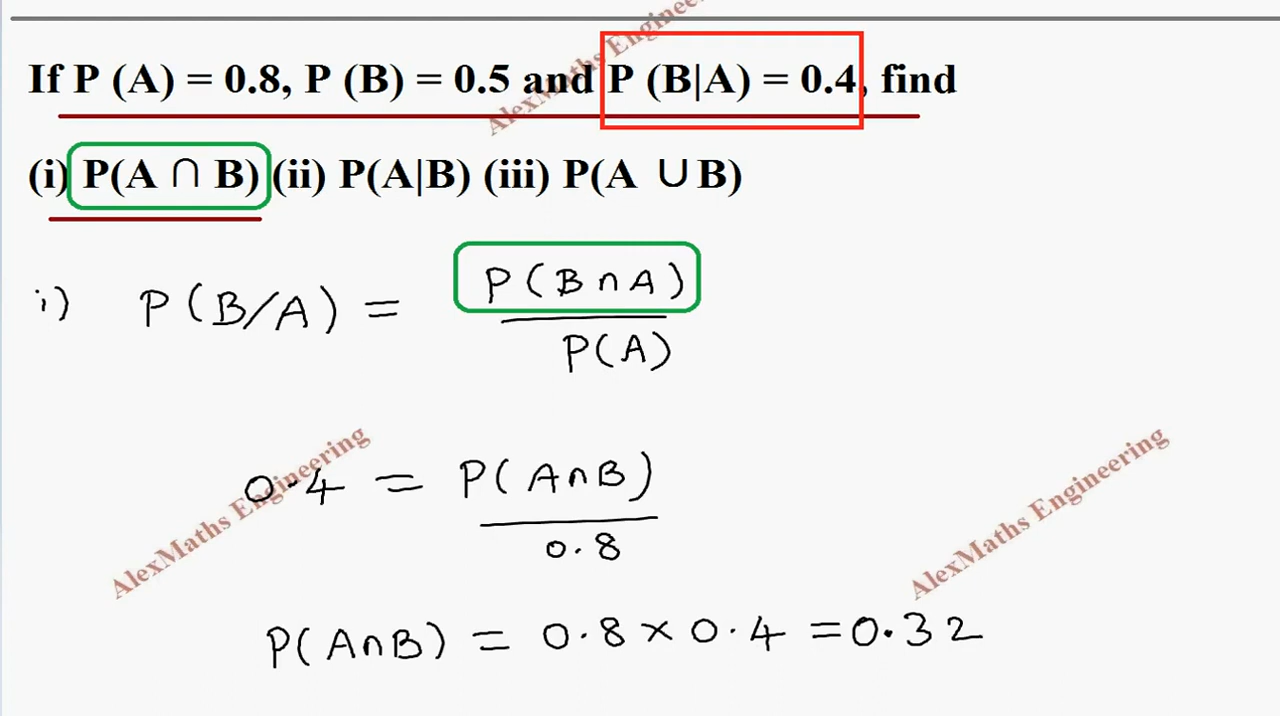 AlexMaths Engineering
If P (A) = 0.8, P (B) = 0.5 and P (B|A) = 0.4, find
(i) P(A ∩ B) (ii) P(A|B) (iii) P(A ∪ B)
i) P(B/A) = P(B∩A)
P(A)
0.4 = P(A∩B)
0.8
AlexMaths Engineering
AlexMaths Engineering
P(A∩B) = 0.8 × 0.4 = 0.32